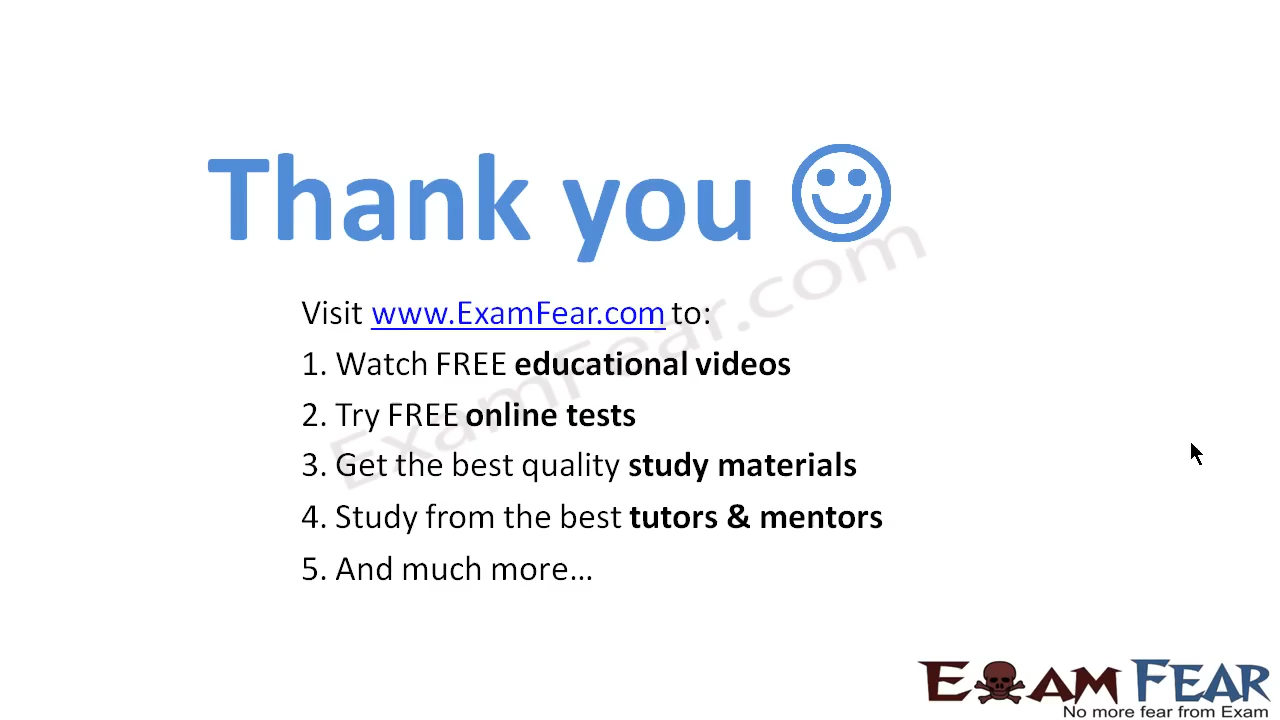 Thank you ☺
Visit www.ExamFear.com to:
1. Watch FREE educational videos
2. Try FREE online tests
3. Get the best quality study materials
4. Study from the best tutors & mentors
5. And much more…
ExamFear.com
EXAM FEAR
No more fear from Exam